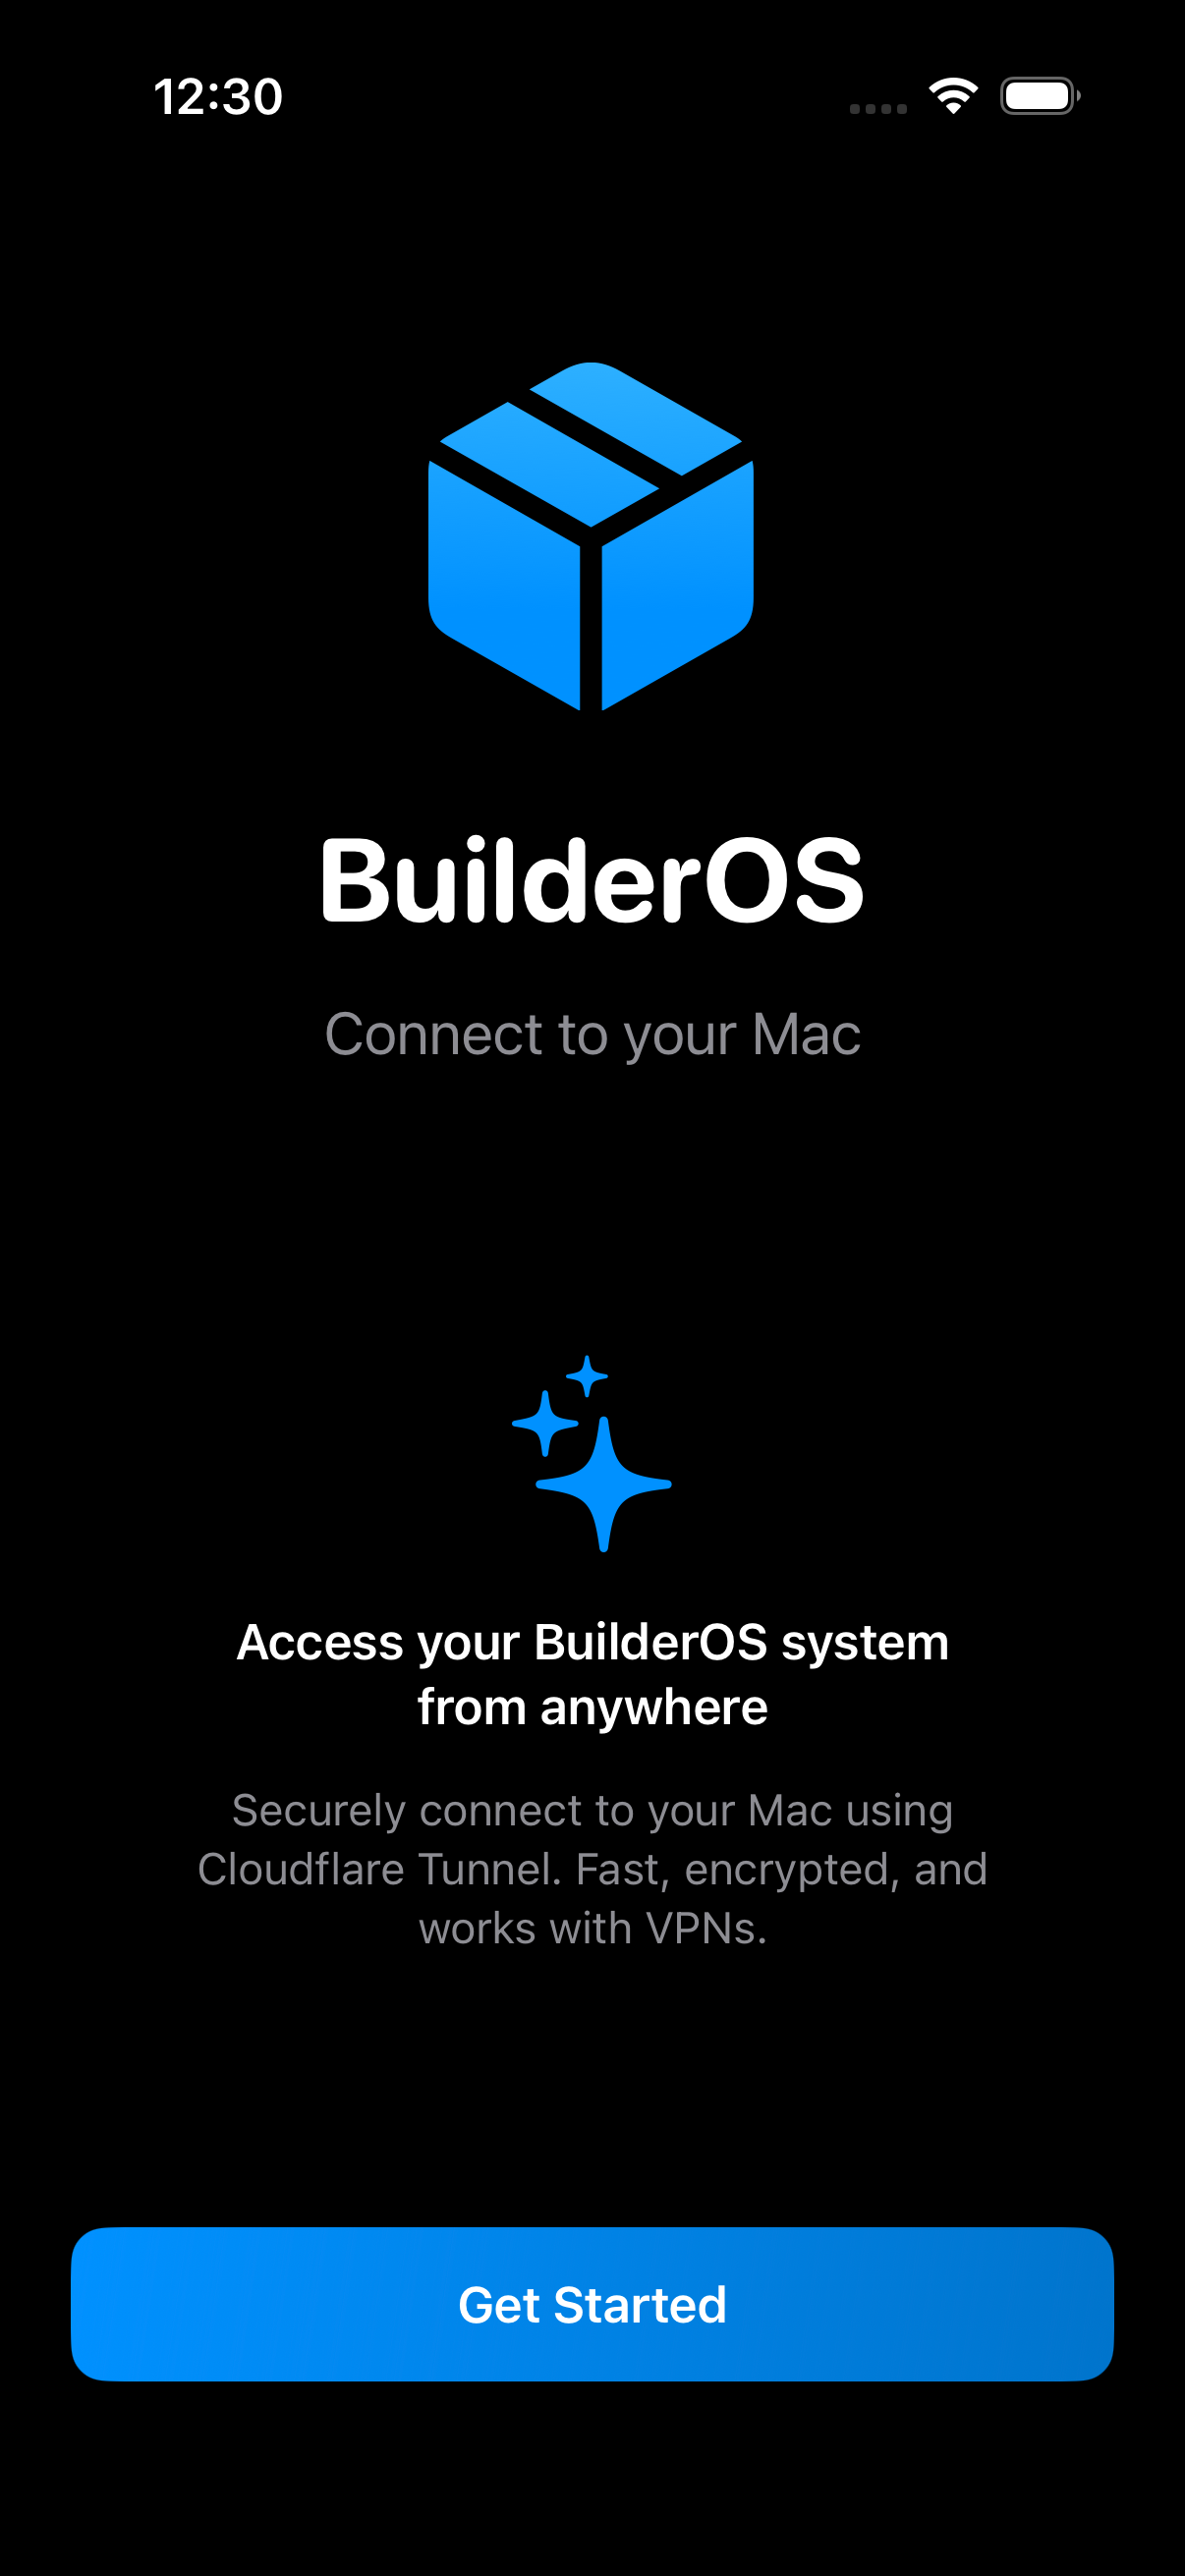 12:30
BuilderOS
Connect to your Mac
Access your BuilderOS system
from anywhere
Securely connect to your Mac using
Cloudflare Tunnel. Fast, encrypted, and
works with VPNs.
Get Started